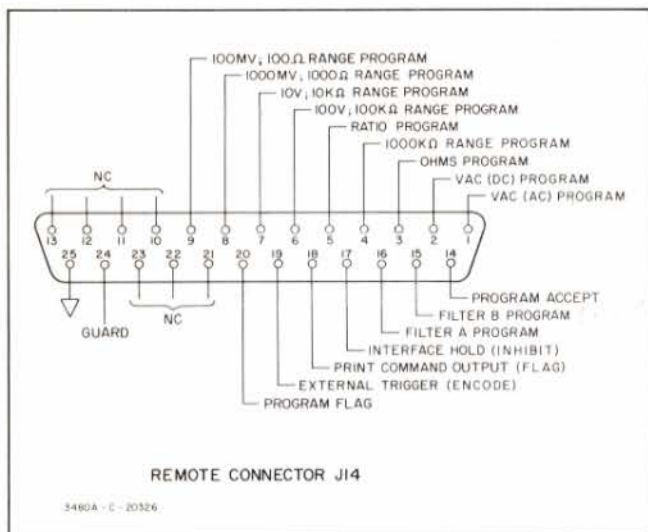 100MV; 100Ω RANGE PROGRAM
1000MV, 1000Ω RANGE PROGRAM
10V; 10KΩ RANGE PROGRAM
100V; 100KΩ RANGE PROGRAM
RATIO PROGRAM
1000KΩ RANGE PROGRAM
OHMS PROGRAM
VAC (DC) PROGRAM
VAC (AC) PROGRAM
NC
13 12 11 10 9 8 7 6 5 4 3 2 1
25 24 23 22 21 20 19 18 17 16 15 14
GUARD
NC
PROGRAM ACCEPT
FILTER B PROGRAM
FILTER A PROGRAM
INTERFACE HOLD (INHIBIT)
PRINT COMMAND OUTPUT (FLAG)
EXTERNAL TRIGGER (ENCODE)
PROGRAM FLAG
REMOTE CONNECTOR J14
3480A-C-20326